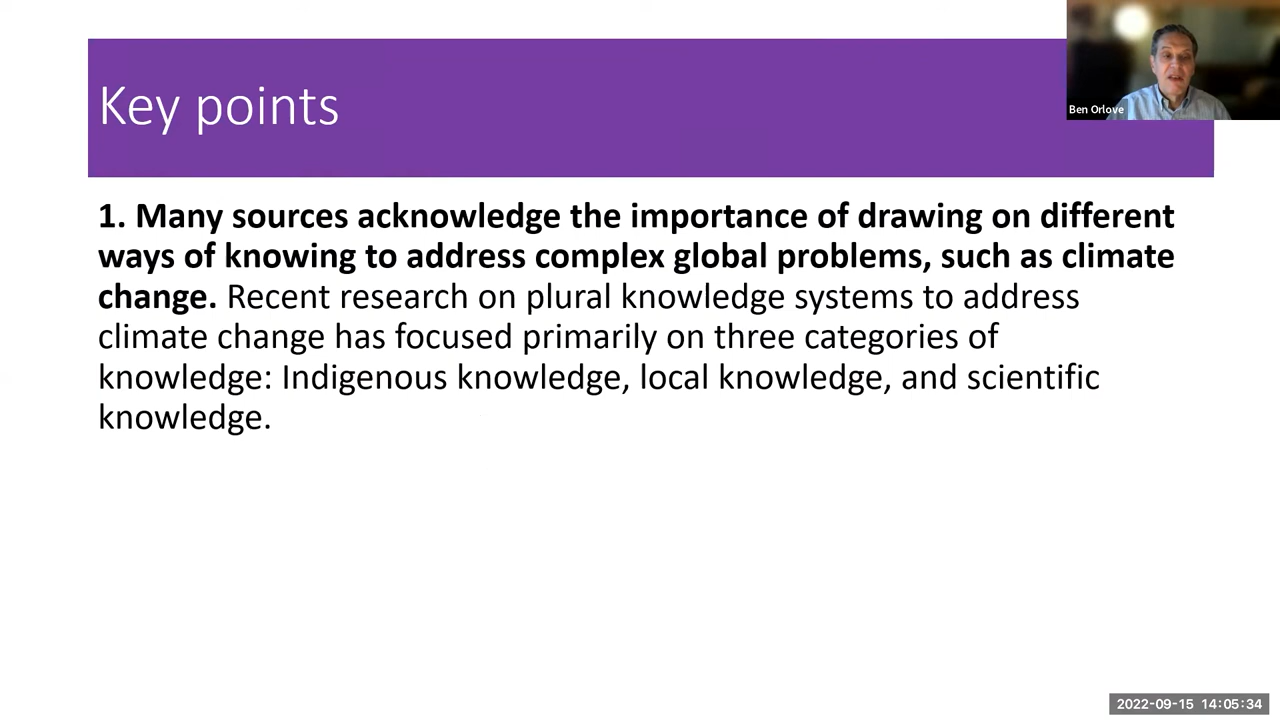 Key points
Ben Orlove
1. Many sources acknowledge the importance of drawing on different
ways of knowing to address complex global problems, such as climate
change. Recent research on plural knowledge systems to address
climate change has focused primarily on three categories of
knowledge: Indigenous knowledge, local knowledge, and scientific
knowledge.
2022-09-15 14:05:34